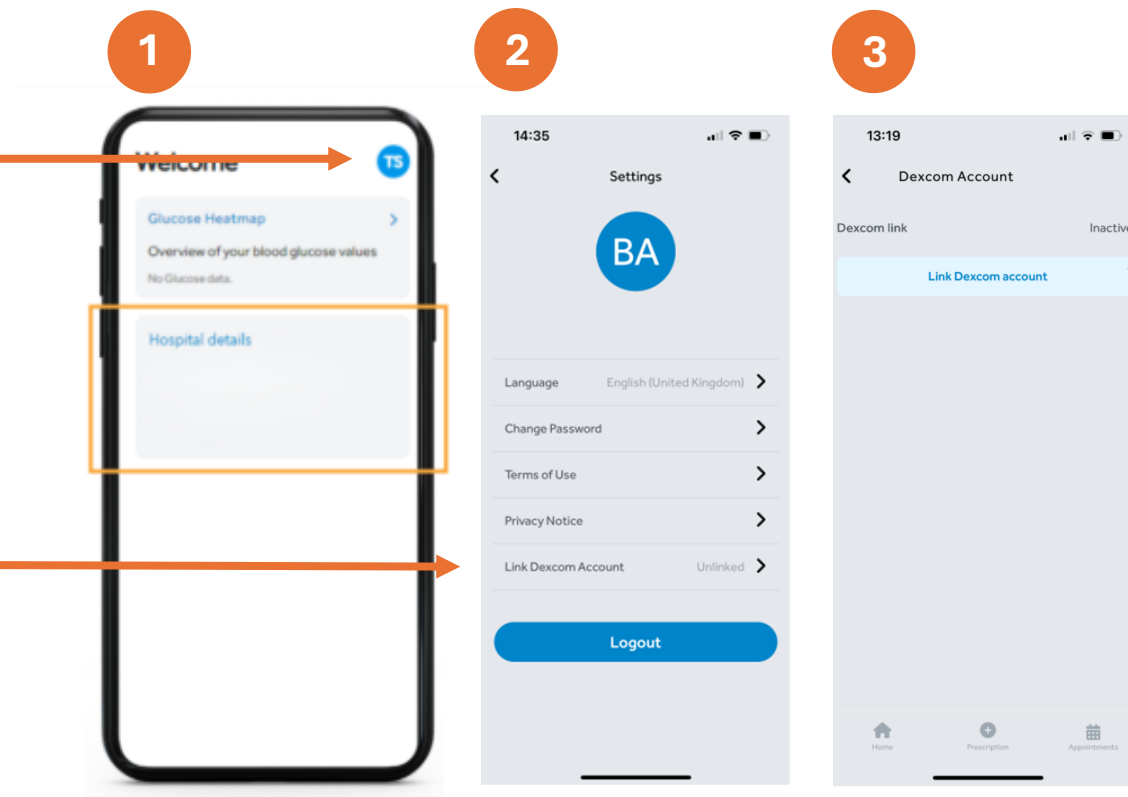 1
2
3
Welcome
TS
Glucose Heatmap
Overview of your blood glucose values
No Glucose data.
Hospital details
14:35
Settings
BA
Language English (United Kingdom)
Change Password
Terms of Use
Privacy Notice
Link Dexcom Account Unlinked
Logout
13:19
Dexcom Account
Dexcom link Inactive
Link Dexcom account
Home Prescription Appointments